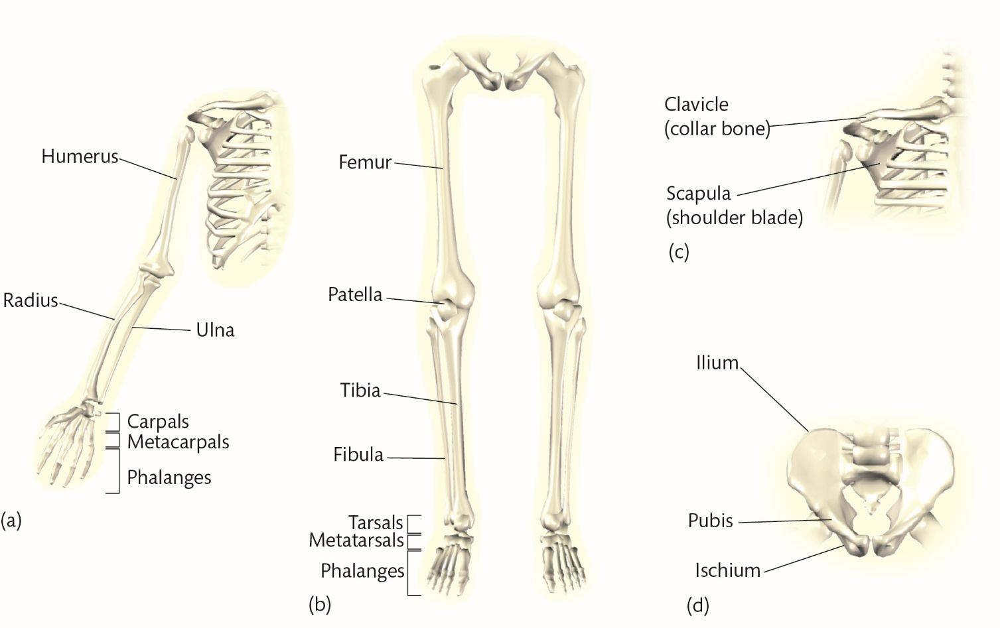 Humerus
Radius
Ulna
Carpals
Metacarpals
Phalanges
(a)
Femur
Patella
Tibia
Fibula
Tarsals
Metatarsals
Phalanges
(b)
Clavicle
(collar bone)
Scapula
(shoulder blade)
(c)
Ilium
Pubis
Ischium
(d)